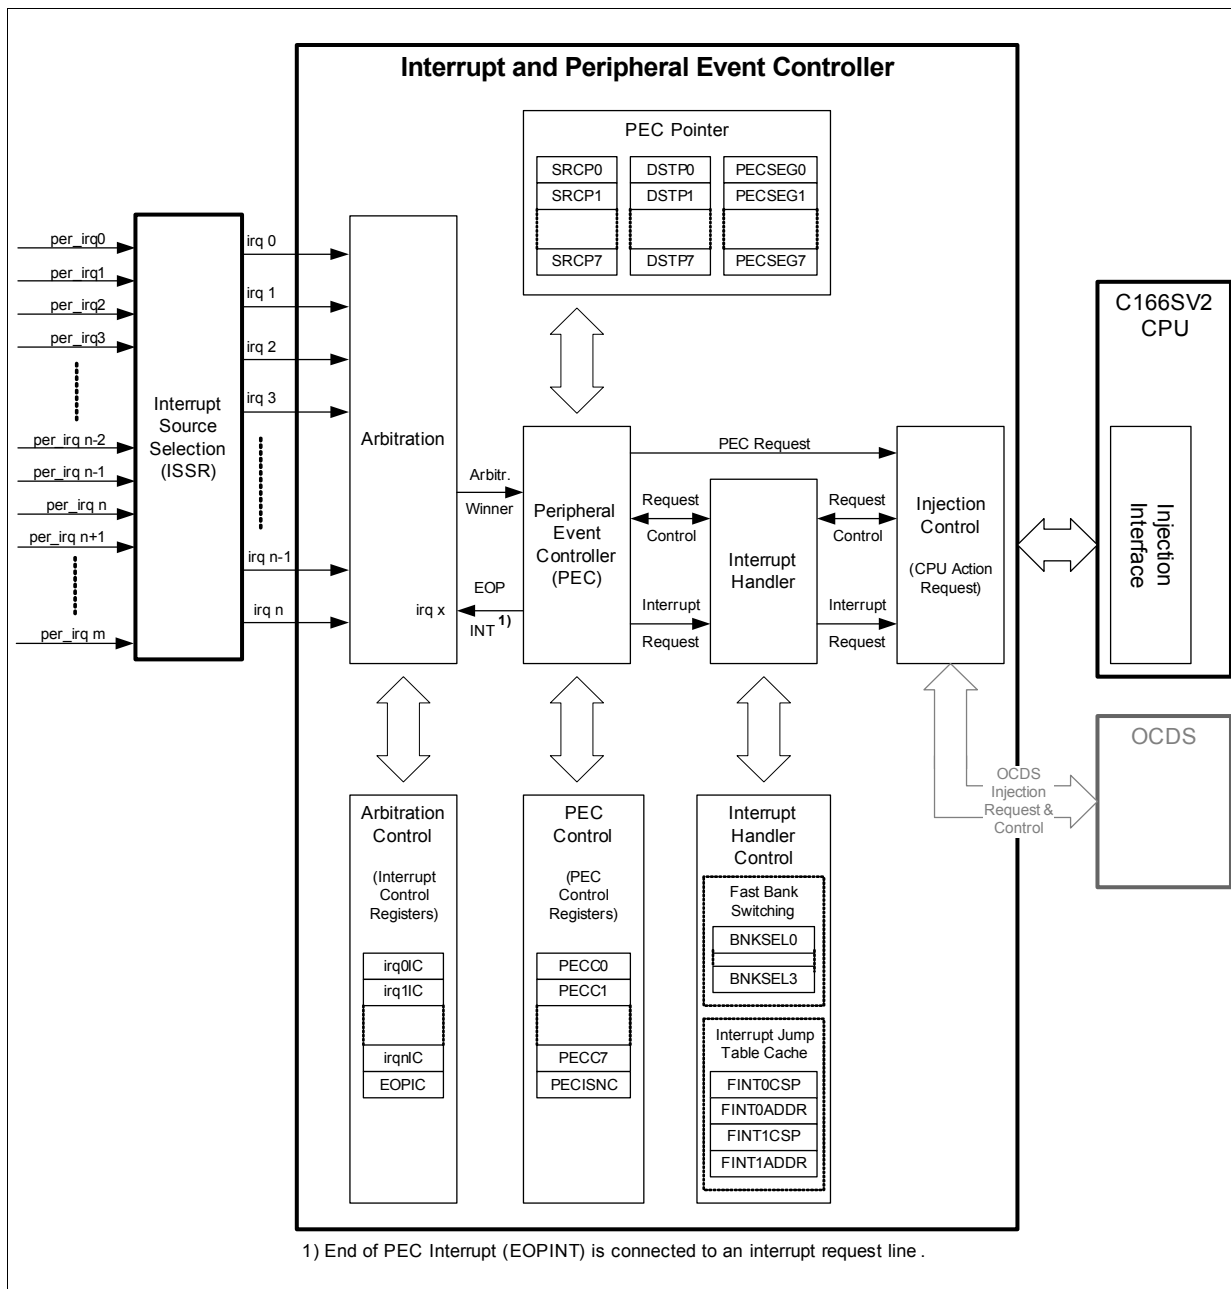 Interrupt and Peripheral Event Controller
PEC Pointer
SRCP0
SRCP1
SRCP7
DSTP0
DSTP1
DSTP7
PECSEG0
PECSEG1
PECSEG7
per_irq0
per_irq1
per_irq2
per_irq3
per_irq n-2
per_irq n-1
per_irq n
per_irq n+1
per_irq m
Interrupt
Source
Selection
(ISSR)
irq 0
irq 1
irq 2
irq 3
irq n-1
irq n
Arbitration
irq x
Arbitr.
Winner
EOP
INT 1)
Peripheral
Event
Controller
(PEC)
PEC Request
Request
Control
Interrupt
Request
Interrupt
Handler
Request
Control
Interrupt
Request
Injection
Control
(CPU Action
Request)
C166SV2
CPU
Injection
Interface
OCDS
OCDS
Injection
Request &
Control
Arbitration
Control
(Interrupt
Control
Registers)
irq0IC
irq1IC
irqnIC
EOPIC
PEC
Control
(PEC
Control
Registers)
PECC0
PECC1
PECC7
PECISNC
Interrupt
Handler
Control
Fast Bank
Switching
BNKSEL0
BNKSEL3
Interrupt Jump
Table Cache
FINT0CSP
FINT0ADDR
FINT1CSP
FINT1ADDR
1) End of PEC Interrupt (EOPINT) is connected to an interrupt request line .